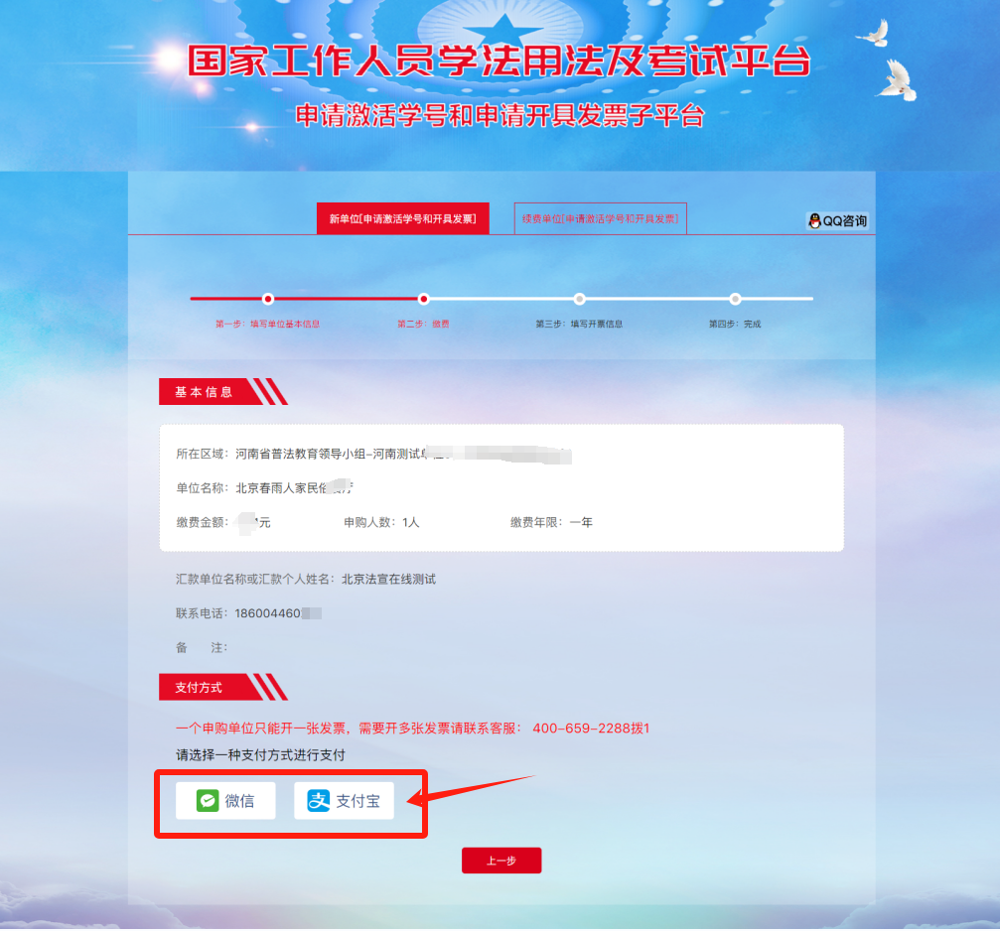 国家工作人员学法用法及考试平台
申请激活学号和申请开具发票子平台
新单位[申请激活学号和开具发票]
续费单位[申请激活学号和开具发票]
QQ咨询
第一步：填写单位基本信息
第二步：缴费
第三步：填写开票信息
第四步：完成
基本信息
所在区域：河南省普法教育领导小组-河南测试
单位名称：北京春雨人家民俗
缴费金额：元 申购人数：1人 缴费年限：一年
汇款单位名称或汇款个人姓名：北京法宣在线测试
联系电话：186004460
备 注：
支付方式
一个申购单位只能开一张发票，需要开多张发票请联系客服： 400-659-2288拨1
请选择一种支付方式进行支付
微信
支付宝
上一步